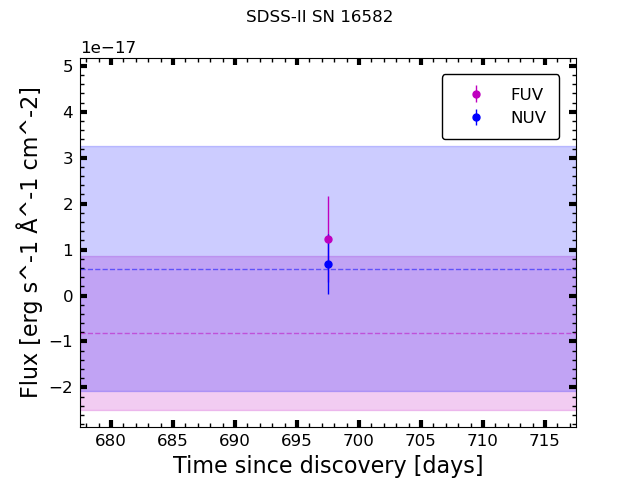 SDSS-II SN 16582
1e−17
5
4
3
2
1
0
−1
−2
Flux [erg s^-1 Å^-1 cm^-2]
FUV
NUV
680 685 690 695 700 705 710 715
Time since discovery [days]